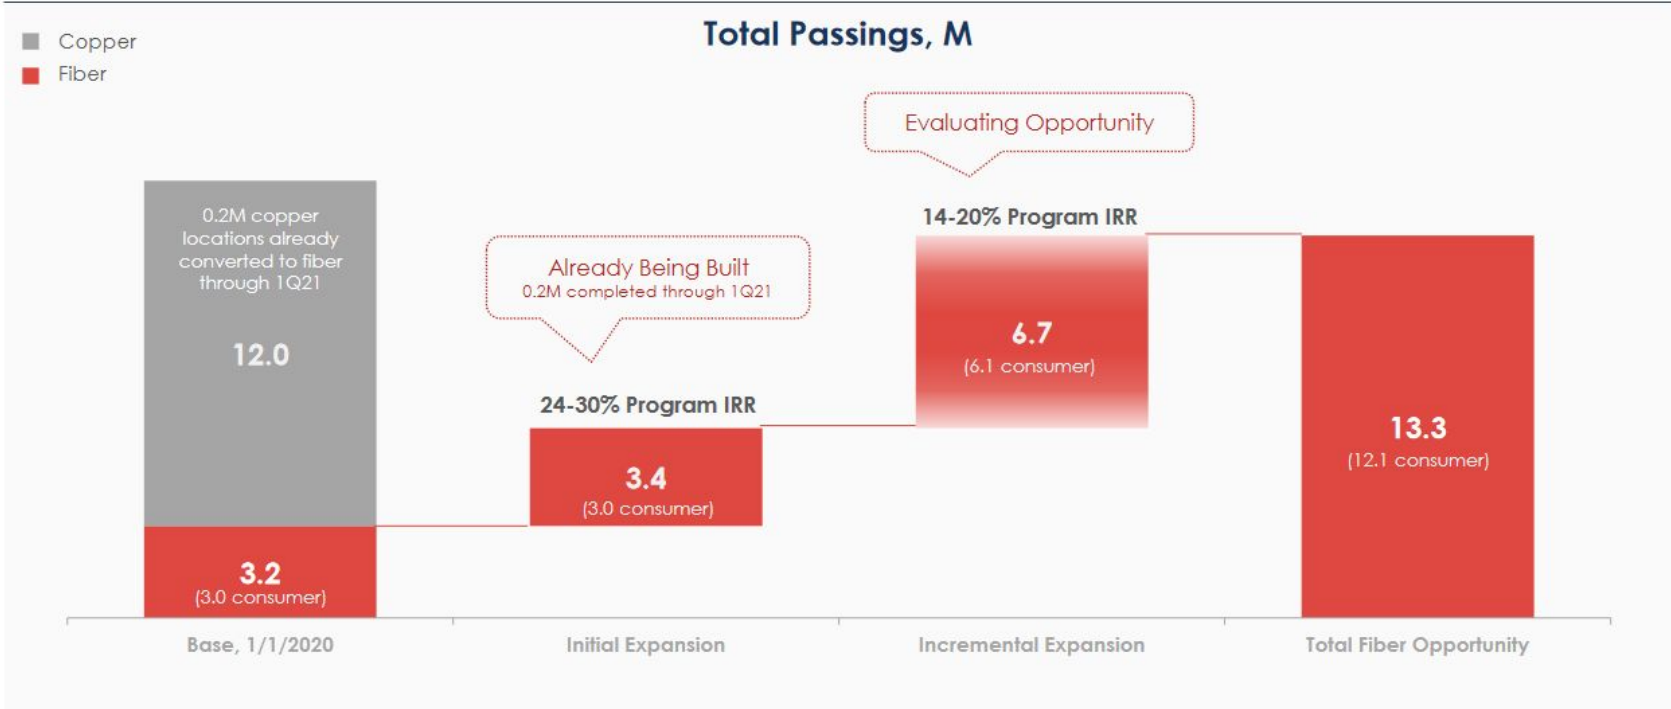 Total Passings, M
Copper
Fiber
0.2M copper
locations already
converted to fiber
through 1Q21
12.0
3.2
(3.0 consumer)
Already Being Built
0.2M completed through 1Q21
24-30% Program IRR
3.4
(3.0 consumer)
Evaluating Opportunity
14-20% Program IRR
6.7
(6.1 consumer)
13.3
(12.1 consumer)
Base, 1/1/2020
Initial Expansion
Incremental Expansion
Total Fiber Opportunity